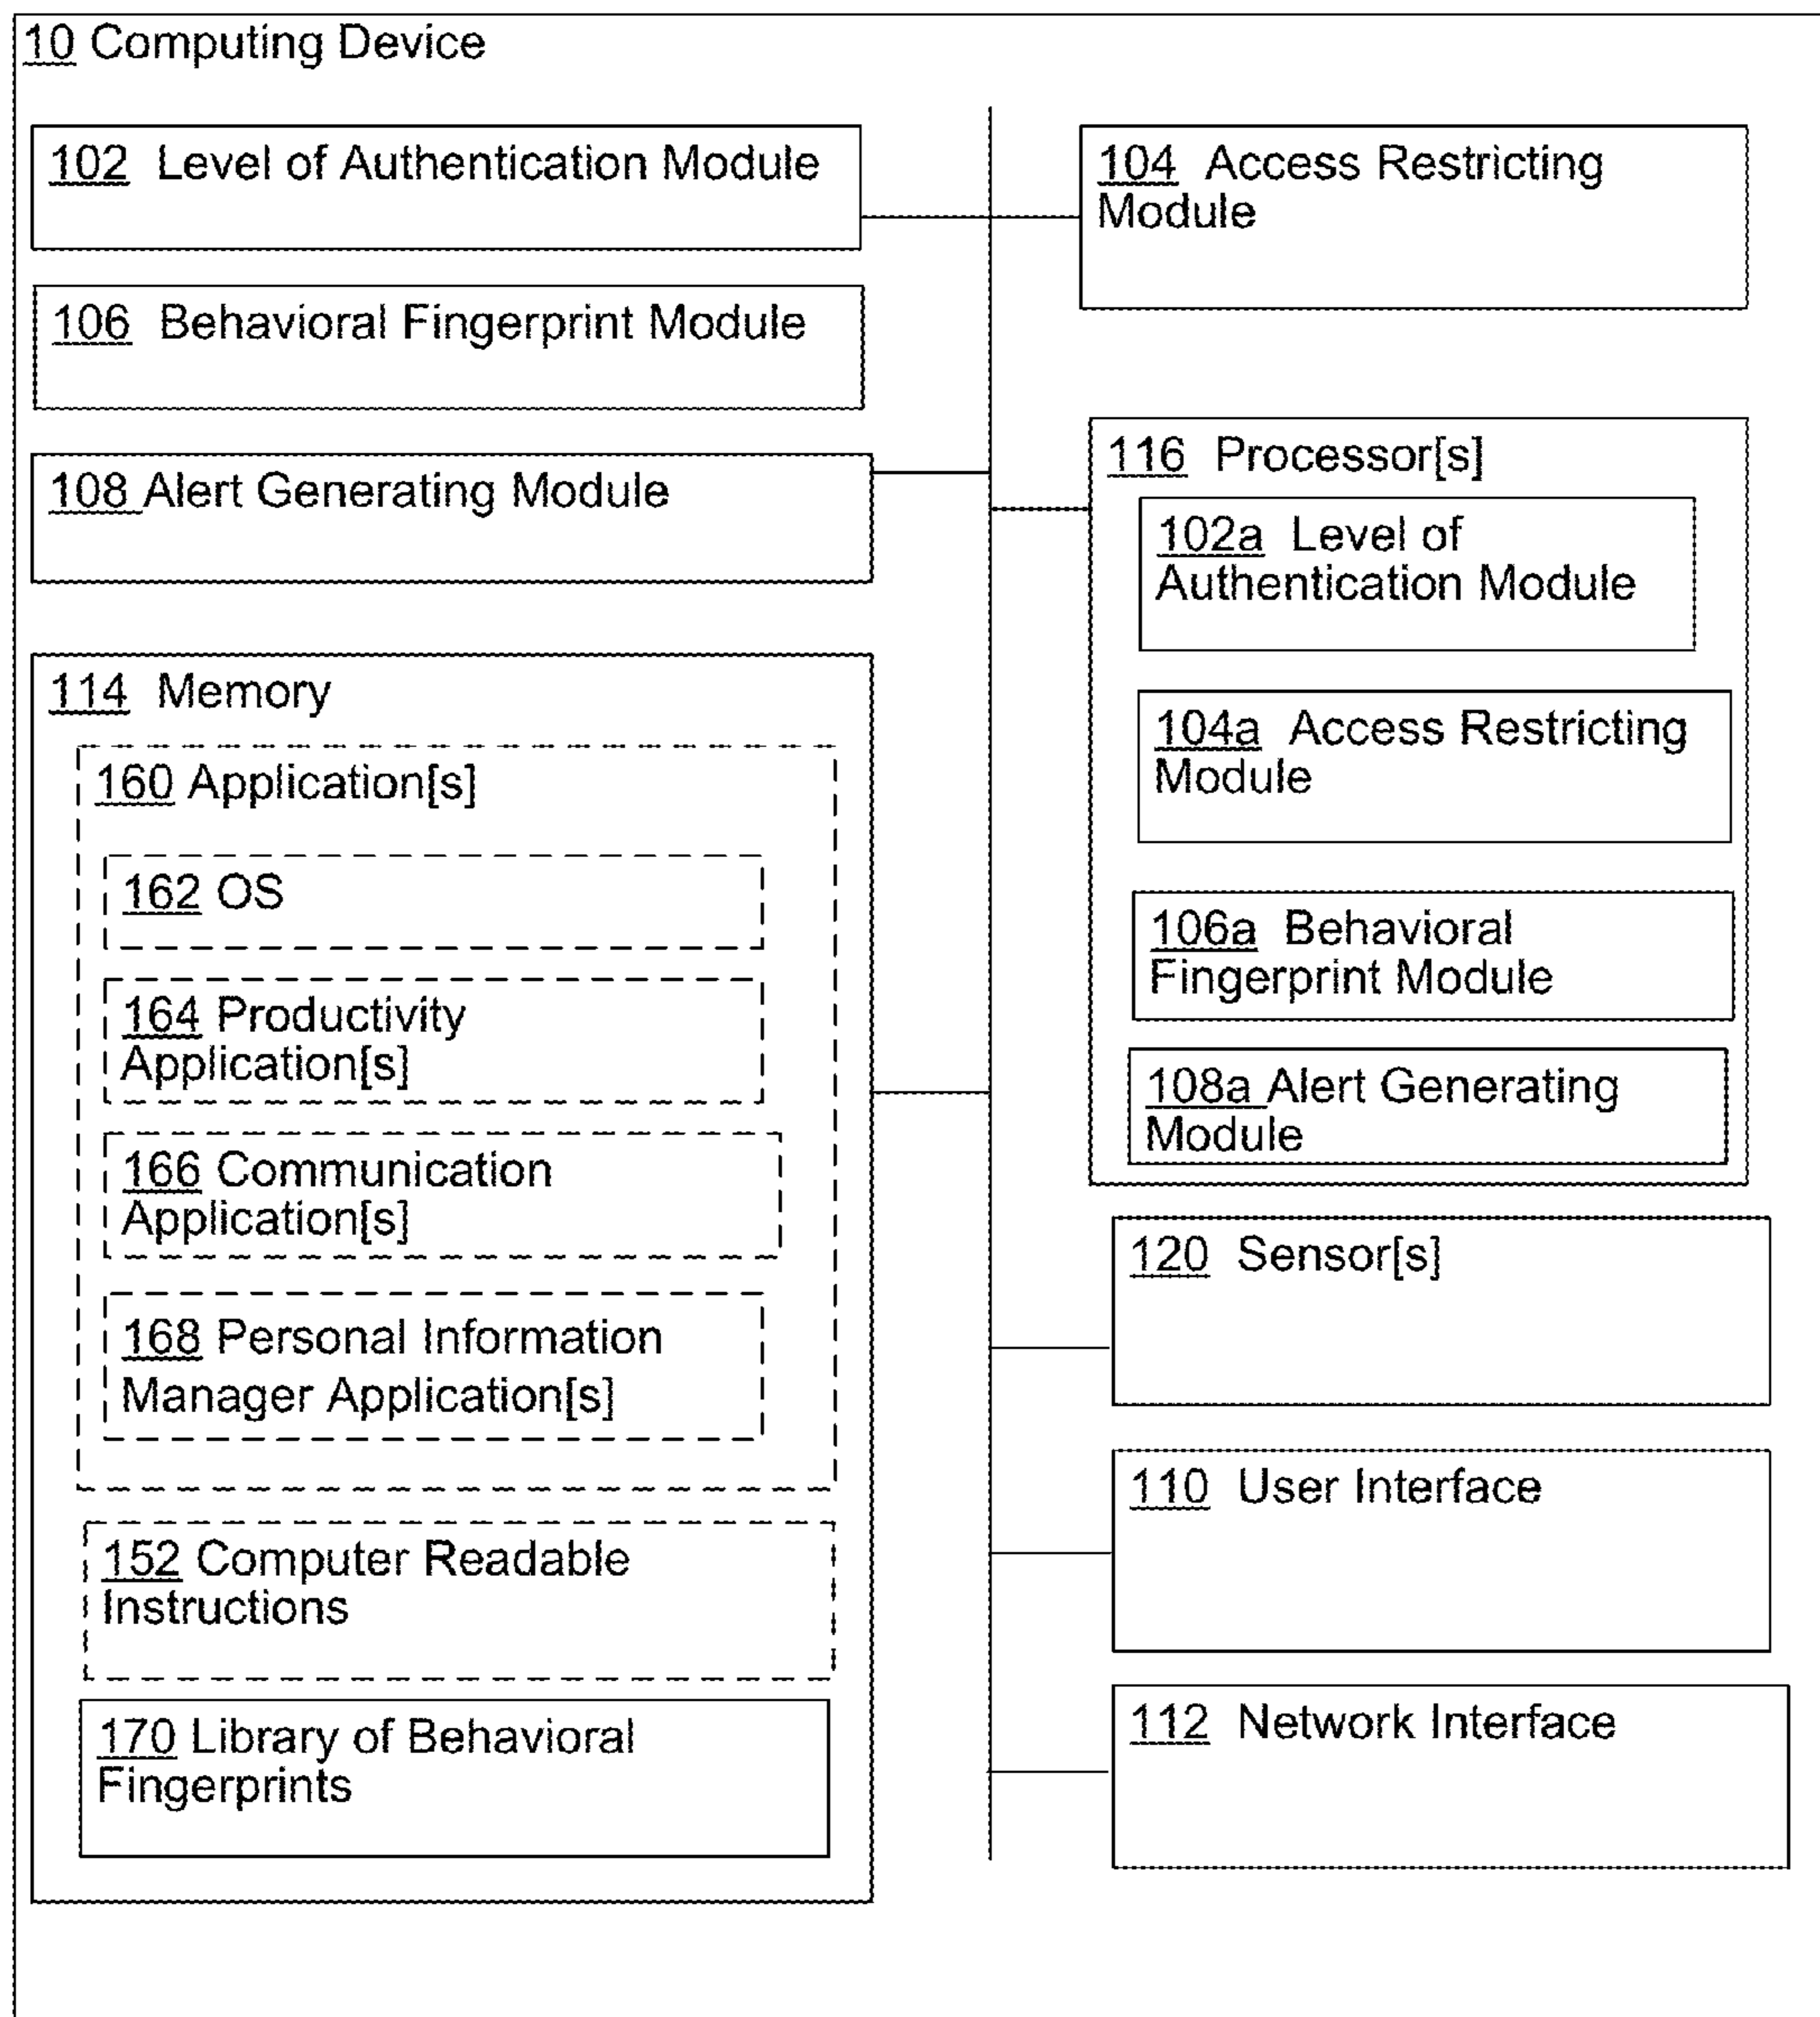 10 Computing Device
102 Level of Authentication Module
104 Access Restricting
Module
106 Behavioral Fingerprint Module
108 Alert Generating Module
116 Processor[s]
102a Level of
Authentication Module
104a Access Restricting
Module
106a Behavioral
Fingerprint Module
108a Alert Generating
Module
114 Memory
160 Application[s]
162 OS
164 Productivity
Application[s]
166 Communication
Application[s]
168 Personal Information
Manager Application[s]
152 Computer Readable
Instructions
170 Library of Behavioral
Fingerprints
120 Sensor[s]
110 User Interface
112 Network Interface